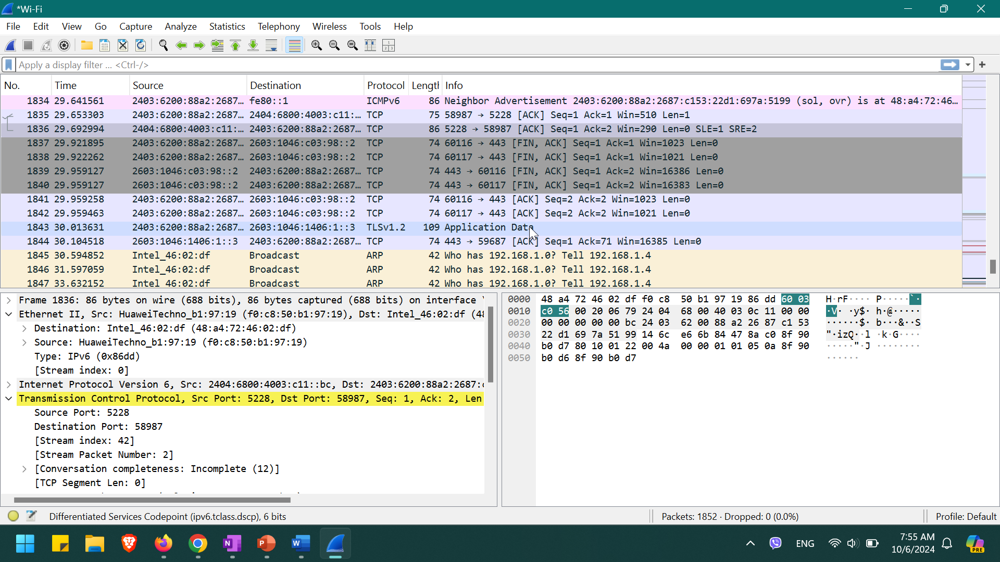 *Wi-Fi
File Edit View Go Capture Analyze Statistics Telephony Wireless Tools Help
Apply a display filter ... <Ctrl-/>
No. Time Source Destination Protocol Length Info
1834 29.641561 2403:6200:88a2:2687… fe80::1 ICMPv6 86 Neighbor Advertisement 2403:6200:88a2:2687:c153:22d1:697a:5199 (sol, ovr) is at 48:a4:72:46…
1835 29.653303 2403:6200:88a2:2687… 2404:6800:4003:c11:… TCP 75 58987 → 5228 [ACK] Seq=1 Ack=1 Win=510 Len=1
1836 29.692994 2404:6800:4003:c11:… 2403:6200:88a2:2687… TCP 86 5228 → 58987 [ACK] Seq=1 Ack=2 Win=290 Len=0 SLE=1 SRE=2
1837 29.921895 2403:6200:88a2:2687… 2603:1046:c03:98::2 TCP 74 60116 → 443 [FIN, ACK] Seq=1 Ack=1 Win=1023 Len=0
1838 29.922262 2403:6200:88a2:2687… 2603:1046:c03:98::2 TCP 74 60117 → 443 [FIN, ACK] Seq=1 Ack=1 Win=1021 Len=0
1839 29.959127 2603:1046:c03:98::2 2403:6200:88a2:2687… TCP 74 443 → 60116 [FIN, ACK] Seq=1 Ack=2 Win=16386 Len=0
1840 29.959127 2603:1046:c03:98::2 2403:6200:88a2:2687… TCP 74 443 → 60117 [FIN, ACK] Seq=1 Ack=2 Win=16383 Len=0
1841 29.959258 2403:6200:88a2:2687… 2603:1046:c03:98::2 TCP 74 60116 → 443 [ACK] Seq=2 Ack=2 Win=1023 Len=0
1842 29.959463 2403:6200:88a2:2687… 2603:1046:c03:98::2 TCP 74 60117 → 443 [ACK] Seq=2 Ack=2 Win=1021 Len=0
1843 30.013631 2403:6200:88a2:2687… 2603:1046:1406:1::3 TLSv1.2 109 Application Data
1844 30.104518 2603:1046:1406:1::3 2403:6200:88a2:2687… TCP 74 443 → 59687 [ACK] Seq=1 Ack=71 Win=16385 Len=0
1845 30.594852 Intel_46:02:df Broadcast ARP 42 Who has 192.168.1.0? Tell 192.168.1.4
1846 31.597059 Intel_46:02:df Broadcast ARP 42 Who has 192.168.1.0? Tell 192.168.1.4
1847 33.632152 Intel_46:02:df Broadcast ARP 42 Who has 192.168.1.0? Tell 192.168.1.4
Frame 1836: 86 bytes on wire (688 bits), 86 bytes captured (688 bits) on interface \
Ethernet II, Src: HuaweiTechno_b1:97:19 (f0:c8:50:b1:97:19), Dst: Intel_46:02:df (48
Destination: Intel_46:02:df (48:a4:72:46:02:df)
Source: HuaweiTechno_b1:97:19 (f0:c8:50:b1:97:19)
Type: IPv6 (0x86dd)
[Stream index: 0]
Internet Protocol Version 6, Src: 2404:6800:4003:c11::bc, Dst: 2403:6200:88a2:2687:c
Transmission Control Protocol, Src Port: 5228, Dst Port: 58987, Seq: 1, Ack: 2, Len
Source Port: 5228
Destination Port: 58987
[Stream index: 42]
[Stream Packet Number: 2]
[Conversation completeness: Incomplete (12)]
[TCP Segment Len: 0]
0000 48 a4 72 46 02 df f0 c8 50 b1 97 19 86 dd 60 03 H·rF···· P·····`·
0010 c0 56 00 20 06 79 24 04 68 00 40 03 0c 11 00 00 ·V· ·y$· h·@·····
0020 00 00 00 00 00 bc 24 03 62 00 88 a2 26 87 c1 53 ······$· b···&··S
0030 22 d1 69 7a 51 99 14 6c e6 6b 84 47 8a c0 8f 90 "·izQ··l ·k·G····
0040 b0 d7 80 10 01 22 00 4a 00 00 01 01 05 0a 8f 90 ·····"·J ········
0050 b0 d6 8f 90 b0 d7 ······
Differentiated Services Codepoint (ipv6.tclass.dscp), 6 bits Packets: 1852 · Dropped: 0 (0.0%) Profile: Default
ENG 7:55 AM
10/6/2024
PRE